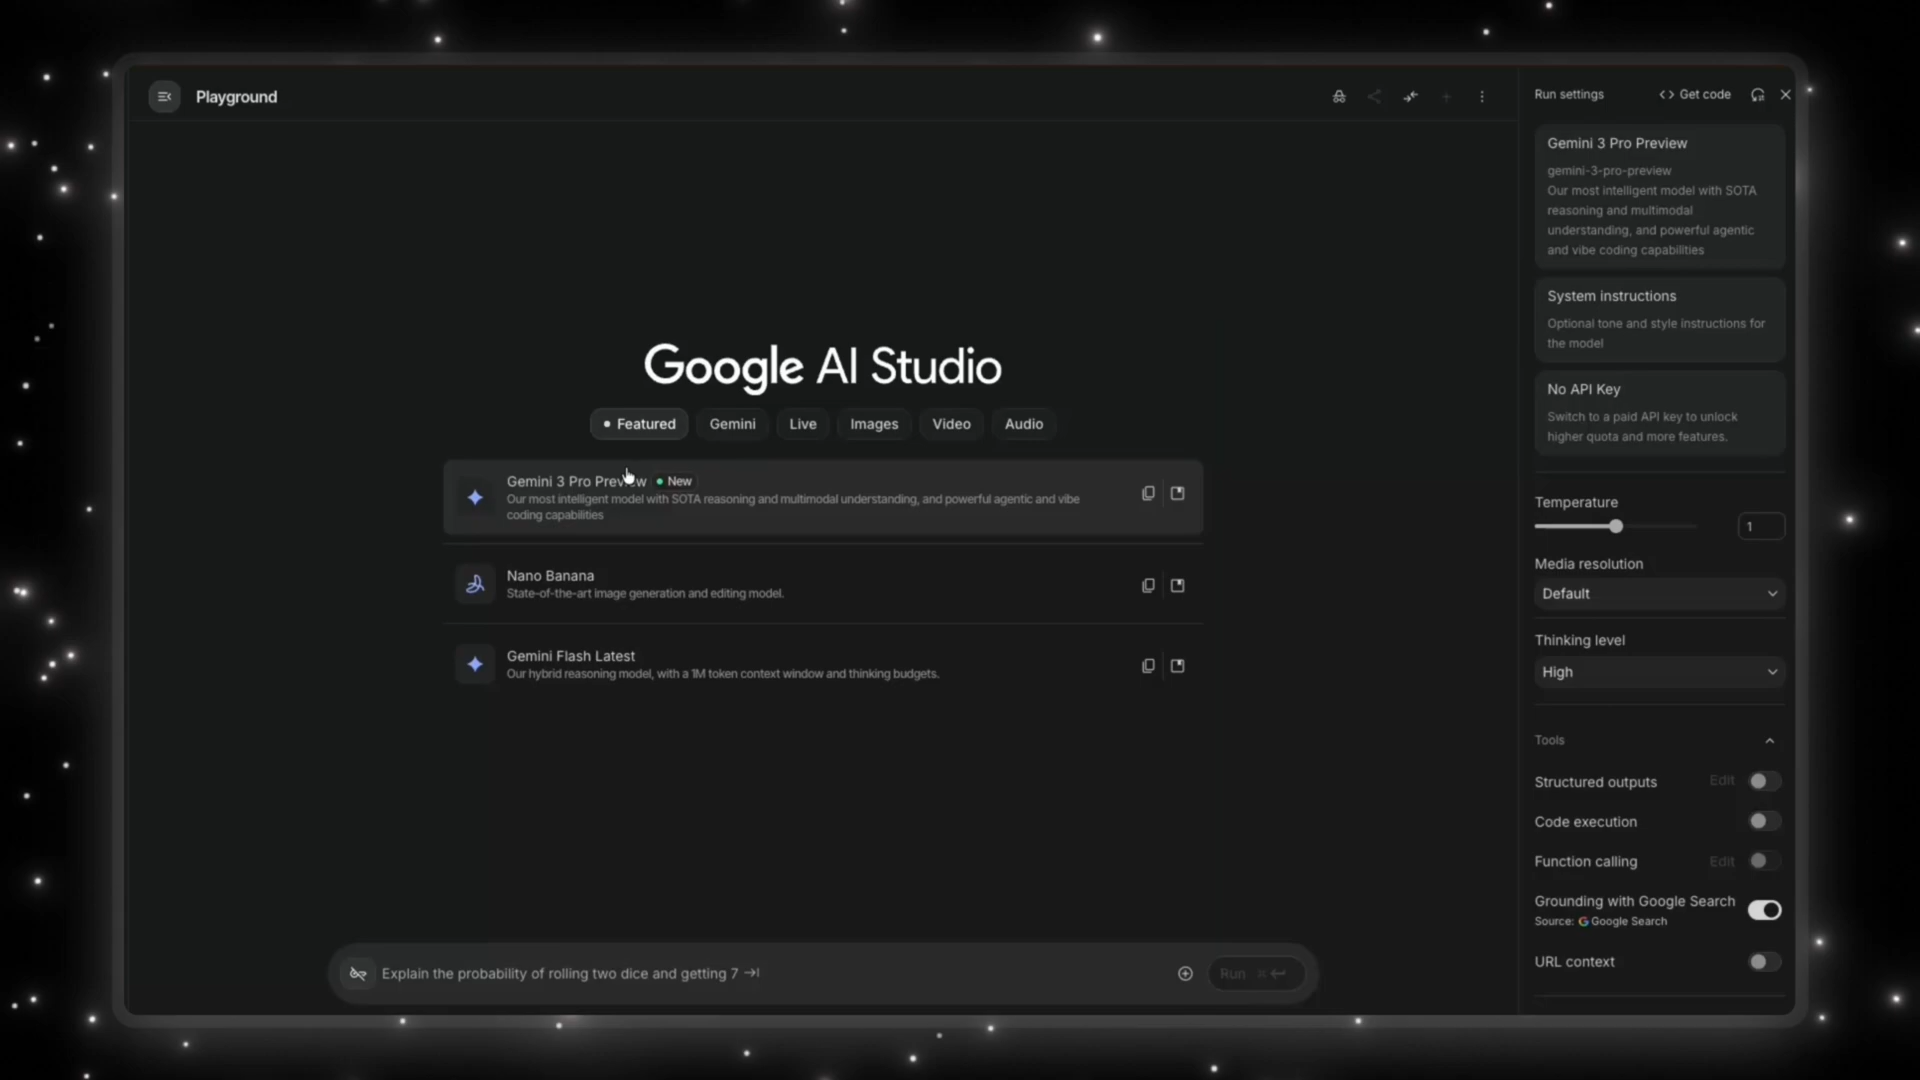 Playground
Google AI Studio
Featured
Gemini
Live
Images
Video
Audio
Gemini 3 Pro Preview
New
Our most intelligent model with SOTA reasoning and multimodal understanding, and powerful agentic and vibe
coding capabilities
Nano Banana
State-of-the-art image generation and editing model.
Gemini Flash Latest
Our hybrid reasoning model, with a 1M token context window and thinking budgets.
Explain the probability of rolling two dice and getting 7
Run ⌘
Run settings
<> Get code
Gemini 3 Pro Preview
gemini-3-pro-preview
Our most intelligent model with SOTA
reasoning and multimodal
understanding, and powerful agentic
and vibe coding capabilities
System instructions
Optional tone and style instructions for
the model
No API Key
Switch to a paid API key to unlock
higher quota and more features.
Temperature
1
Media resolution
Default
Thinking level
High
Tools
Structured outputs
Edit
Code execution
Function calling
Edit
Grounding with Google Search
Source: Google Search
URL context